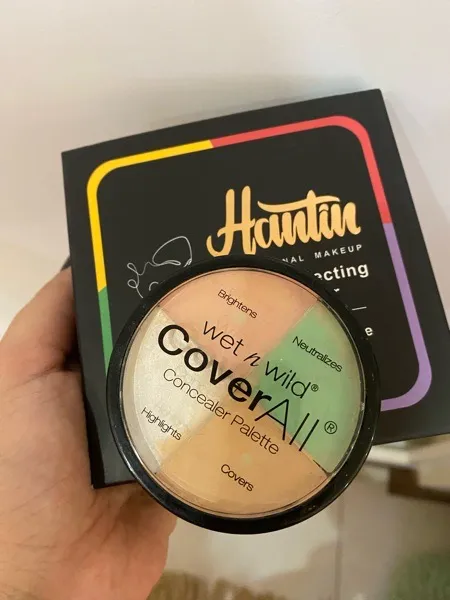 Hantin
NAL MAKEUP
ecting
Brightens
Neutralizes
wet n wild®
CoverAll®
Concealer Palette
Highlights
Covers